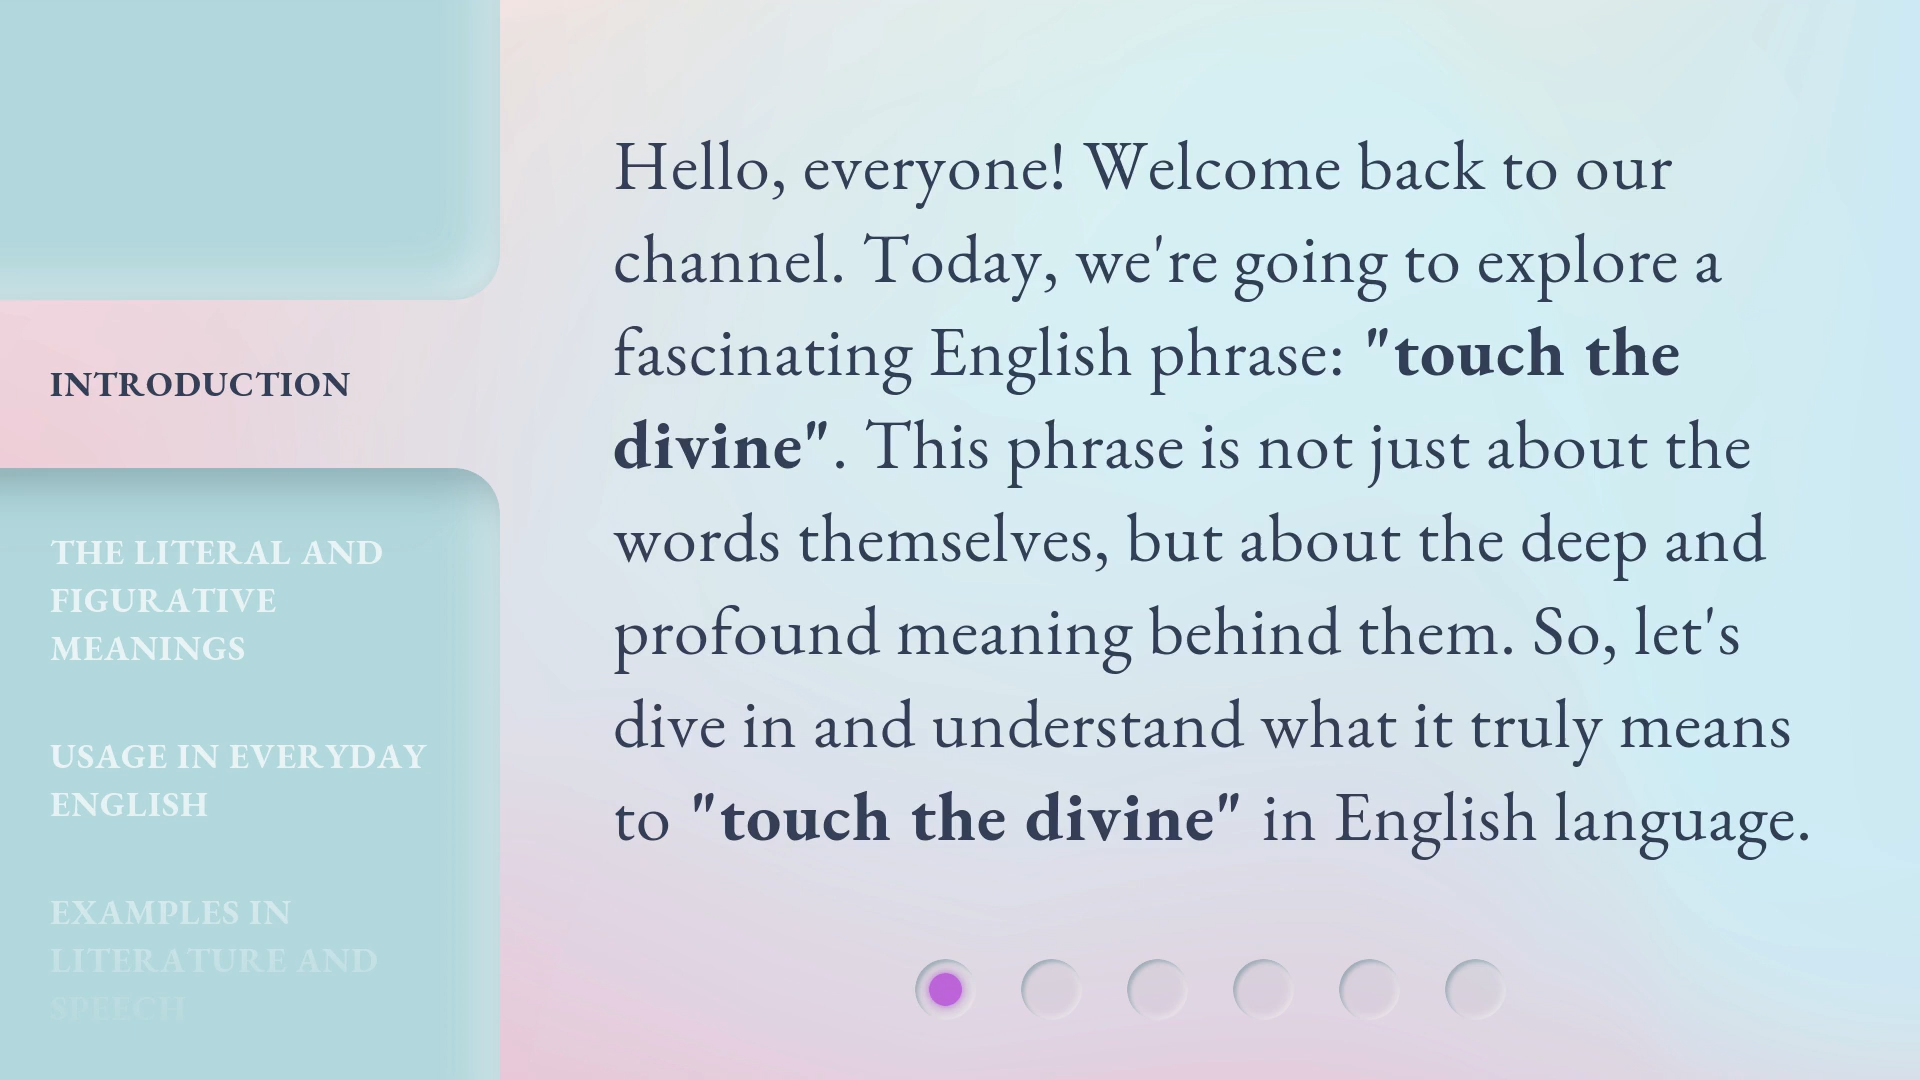 INTRODUCTION
THE LITERAL AND
FIGURATIVE
MEANINGS
USAGE IN EVERYDAY
ENGLISH
EXAMPLES IN
LITERATURE AND
SPEECH
Hello, everyone! Welcome back to our
channel. Today, we're going to explore a
fascinating English phrase: "touch the
divine". This phrase is not just about the
words themselves, but about the deep and
profound meaning behind them. So, let's
dive in and understand what it truly means
to "touch the divine" in English language.